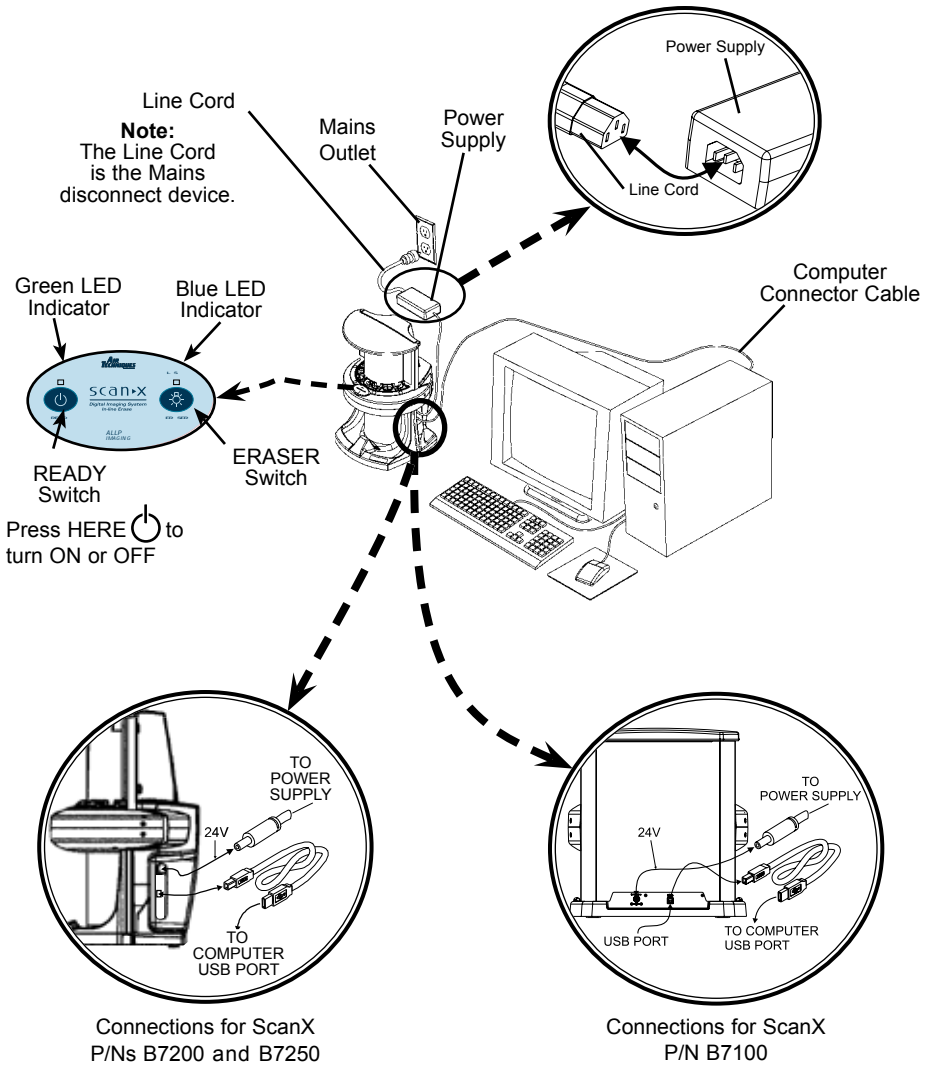 Power Supply
Line Cord
Line Cord
Note:
The Line Cord
is the Mains
disconnect device.
Mains
Outlet
Power
Supply
Computer
Connector Cable
Green LED
Indicator
Blue LED
Indicator
AIR
TECHNIQUES
scan x
Digital Imaging System
In-line Erase
ALLPRO
IMAGING
READY
Switch
ERASER
Switch
Press HERE to
turn ON or OFF
TO
POWER
SUPPLY
24V
TO
COMPUTER
USB PORT
Connections for ScanX
P/Ns B7200 and B7250
TO
POWER SUPPLY
24V
USB PORT
TO COMPUTER
USB PORT
Connections for ScanX
P/N B7100